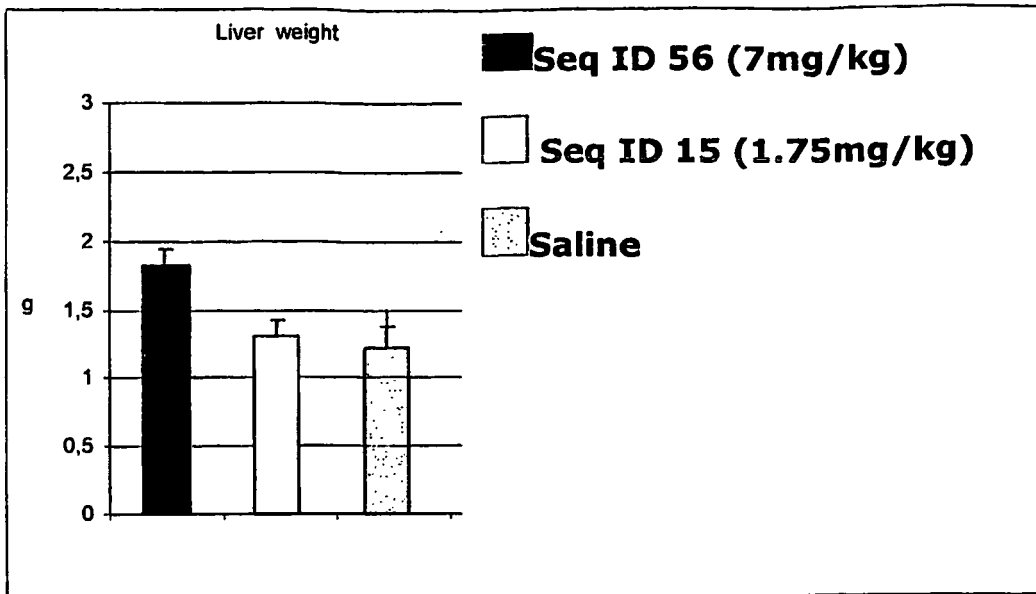 Liver weight
Seq ID 56 (7mg/kg)
Seq ID 15 (1.75mg/kg)
Saline
3
2,5
2
1,5
1
0,5
0
g